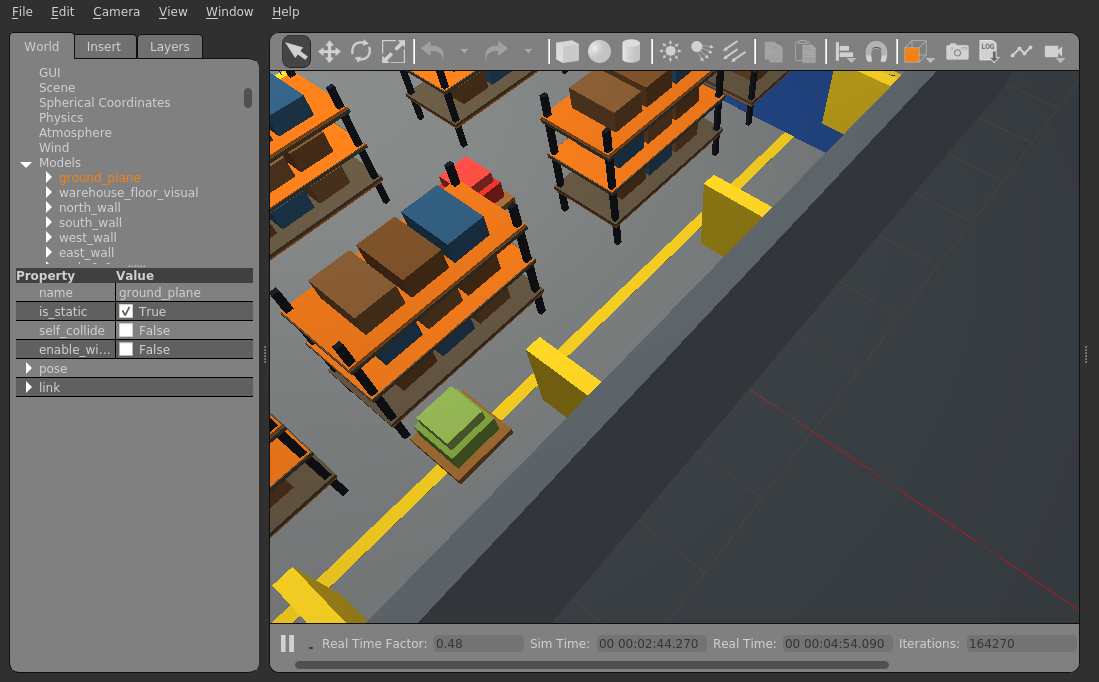 File Edit Camera View Window Help
World Insert Layers
LOG
GUI
Scene
Spherical Coordinates
Physics
Atmosphere
Wind
Models
ground_plane
warehouse_floor_visual
north_wall
south_wall
west_wall
east_wall
Property Value
name ground_plane
is_static True
self_collide False
enable_wi... False
pose
link
Real Time Factor: 0.48 Sim Time: 00 00:02:44.270 Real Time: 00 00:04:54.090 Iterations: 164270